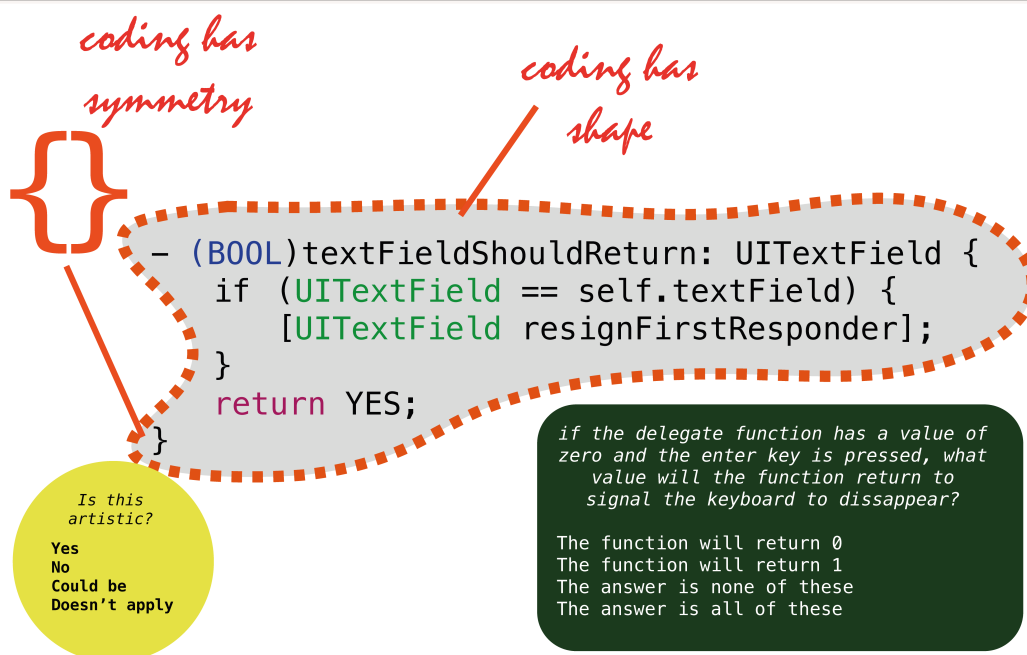 coding has
symmetry
coding has
shape
{}
- (BOOL)textFieldShouldReturn: UITextField {
if (UITextField == self.textField) {
[UITextField resignFirstResponder];
}
return YES;
}
Is this
artistic?
Yes
No
Could be
Doesn't apply
if the delegate function has a value of
zero and the enter key is pressed, what
value will the function return to
signal the keyboard to dissappear?
The function will return 0
The function will return 1
The answer is none of these
The answer is all of these